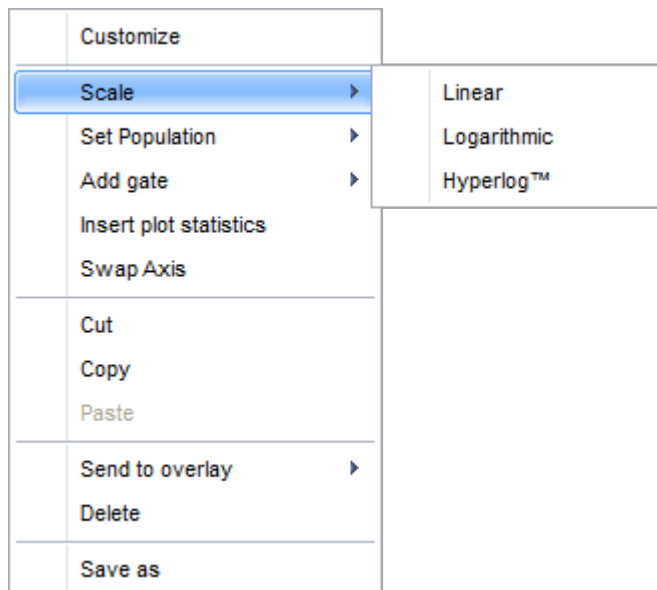 Customize
Scale
Linear
Set Population
Logarithmic
Add gate
Hyperlog™
Insert plot statistics
Swap Axis
Cut
Copy
Paste
Send to overlay
Delete
Save as